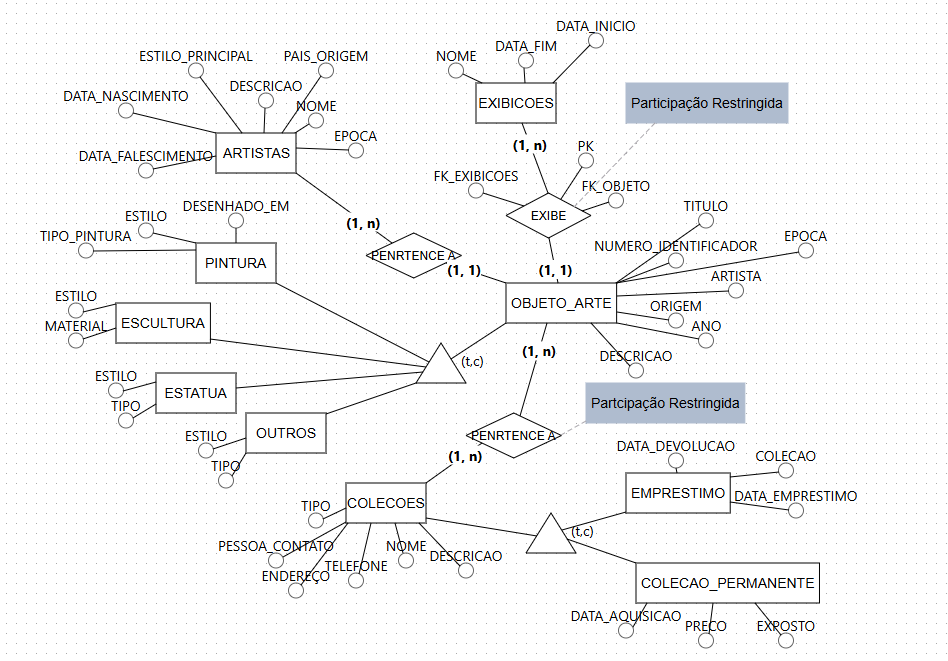 DATA_INICIO
DATA_FIM
NOME
ESTILO_PRINCIPAL
PAIS_ORIGEM
DESCRICAO
DATA_NASCIMENTO
NOME
EXIBICOES
Participação Restringida
EPOCA
ARTISTAS
DATA_FALESCIMENTO
(1, n)
PK
FK_EXIBICOES
FK_OBJETO
DESENHADO_EM
ESTILO
TIPO_PINTURA
(1, n)
EXIBE
TITULO
NUMERO_IDENTIFICADOR
EPOCA
PINTURA
PENRTENCE A
(1, 1)
(1, 1)
ARTISTA
OBJETO_ARTE
ORIGEM
ANO
ESTILO
MATERIAL
ESCULTURA
(1, n)
DESCRICAO
(t,c)
ESTILO
TIPO
ESTATUA
Partcipação Restringida
ESTILO
TIPO
OUTROS
PENRTENCE A
(1, n)
DATA_DEVOLUCAO
COLECAO
EMPRESTIMO
DATA_EMPRESTIMO
TIPO
COLECOES
(t,c)
PESSOA_CONTATO
NOME
DESCRICAO
ENDEREÇO
TELEFONE
COLECAO_PERMANENTE
DATA_AQUISICAO
PRECO
EXPOSTO